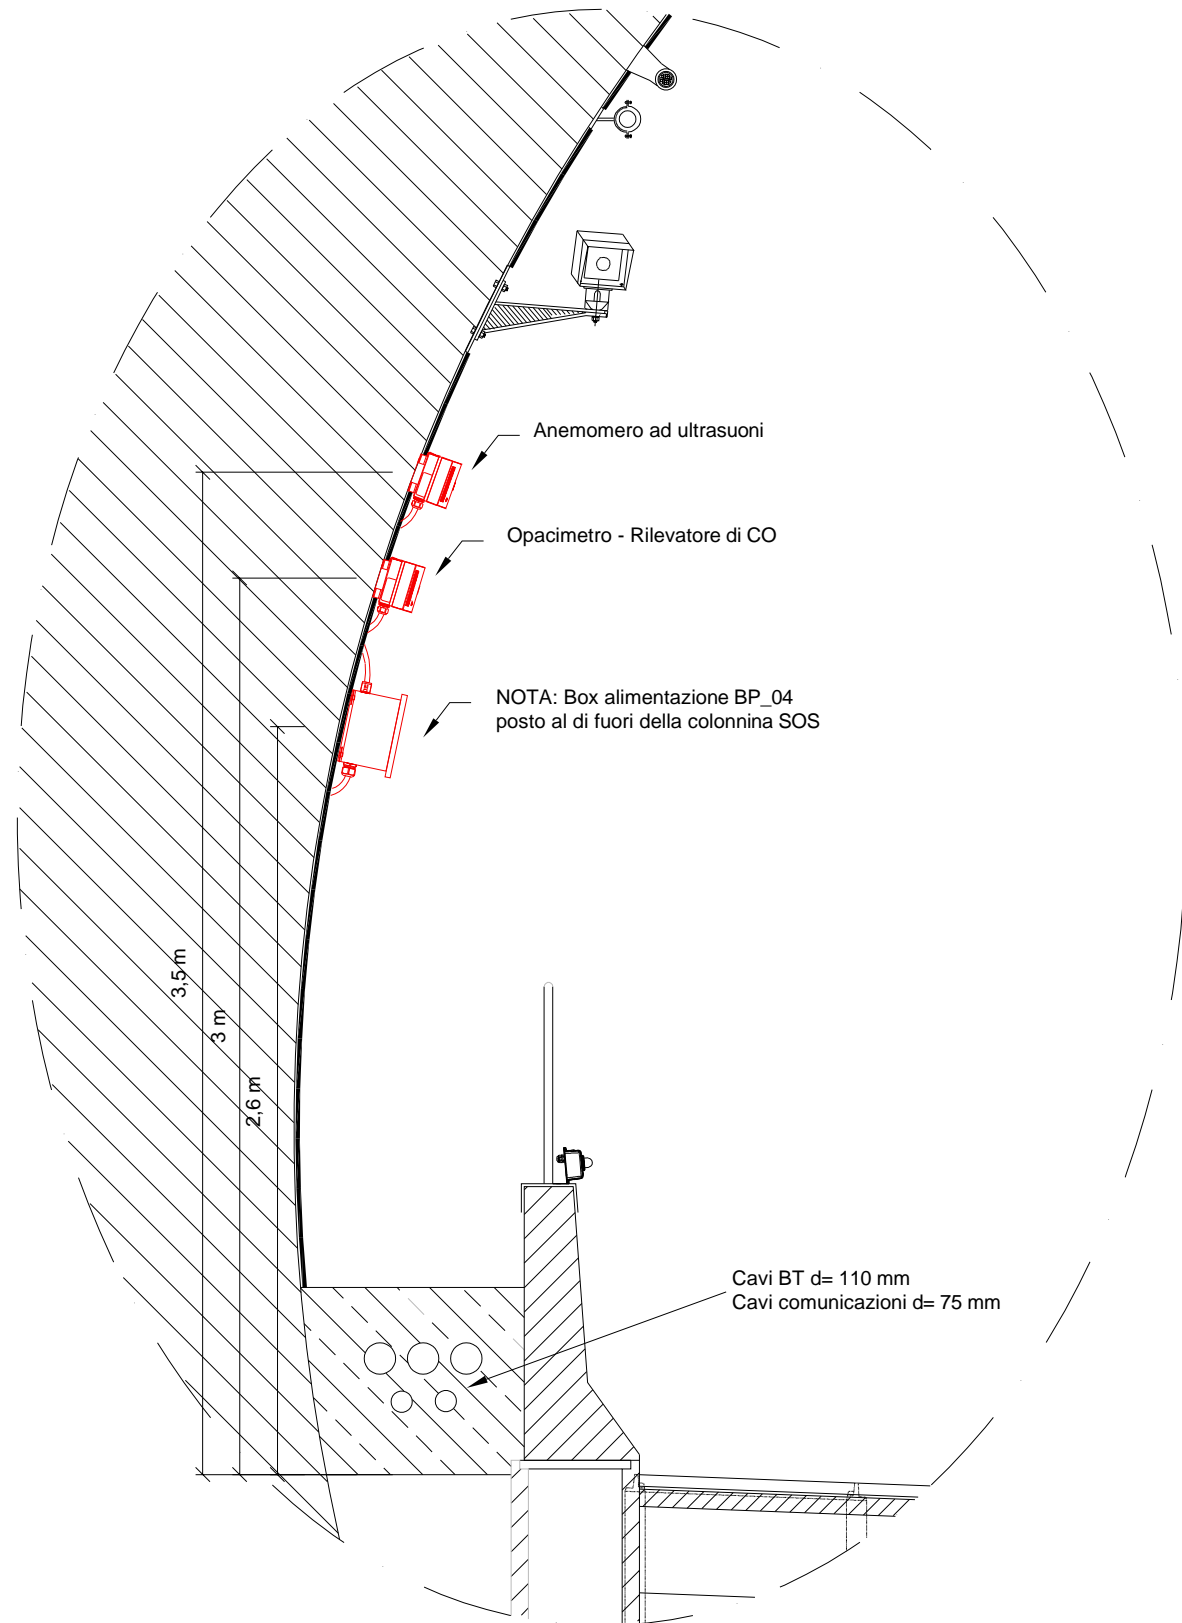 Anemomero ad ultrasuoni
Opacimetro - Rilevatore di CO
NOTA: Box alimentazione BP_04
posto al di fuori della colonnina SOS
3,5 m
3 m
2,6 m
Cavi BT d= 110 mm
Cavi comunicazioni d= 75 mm